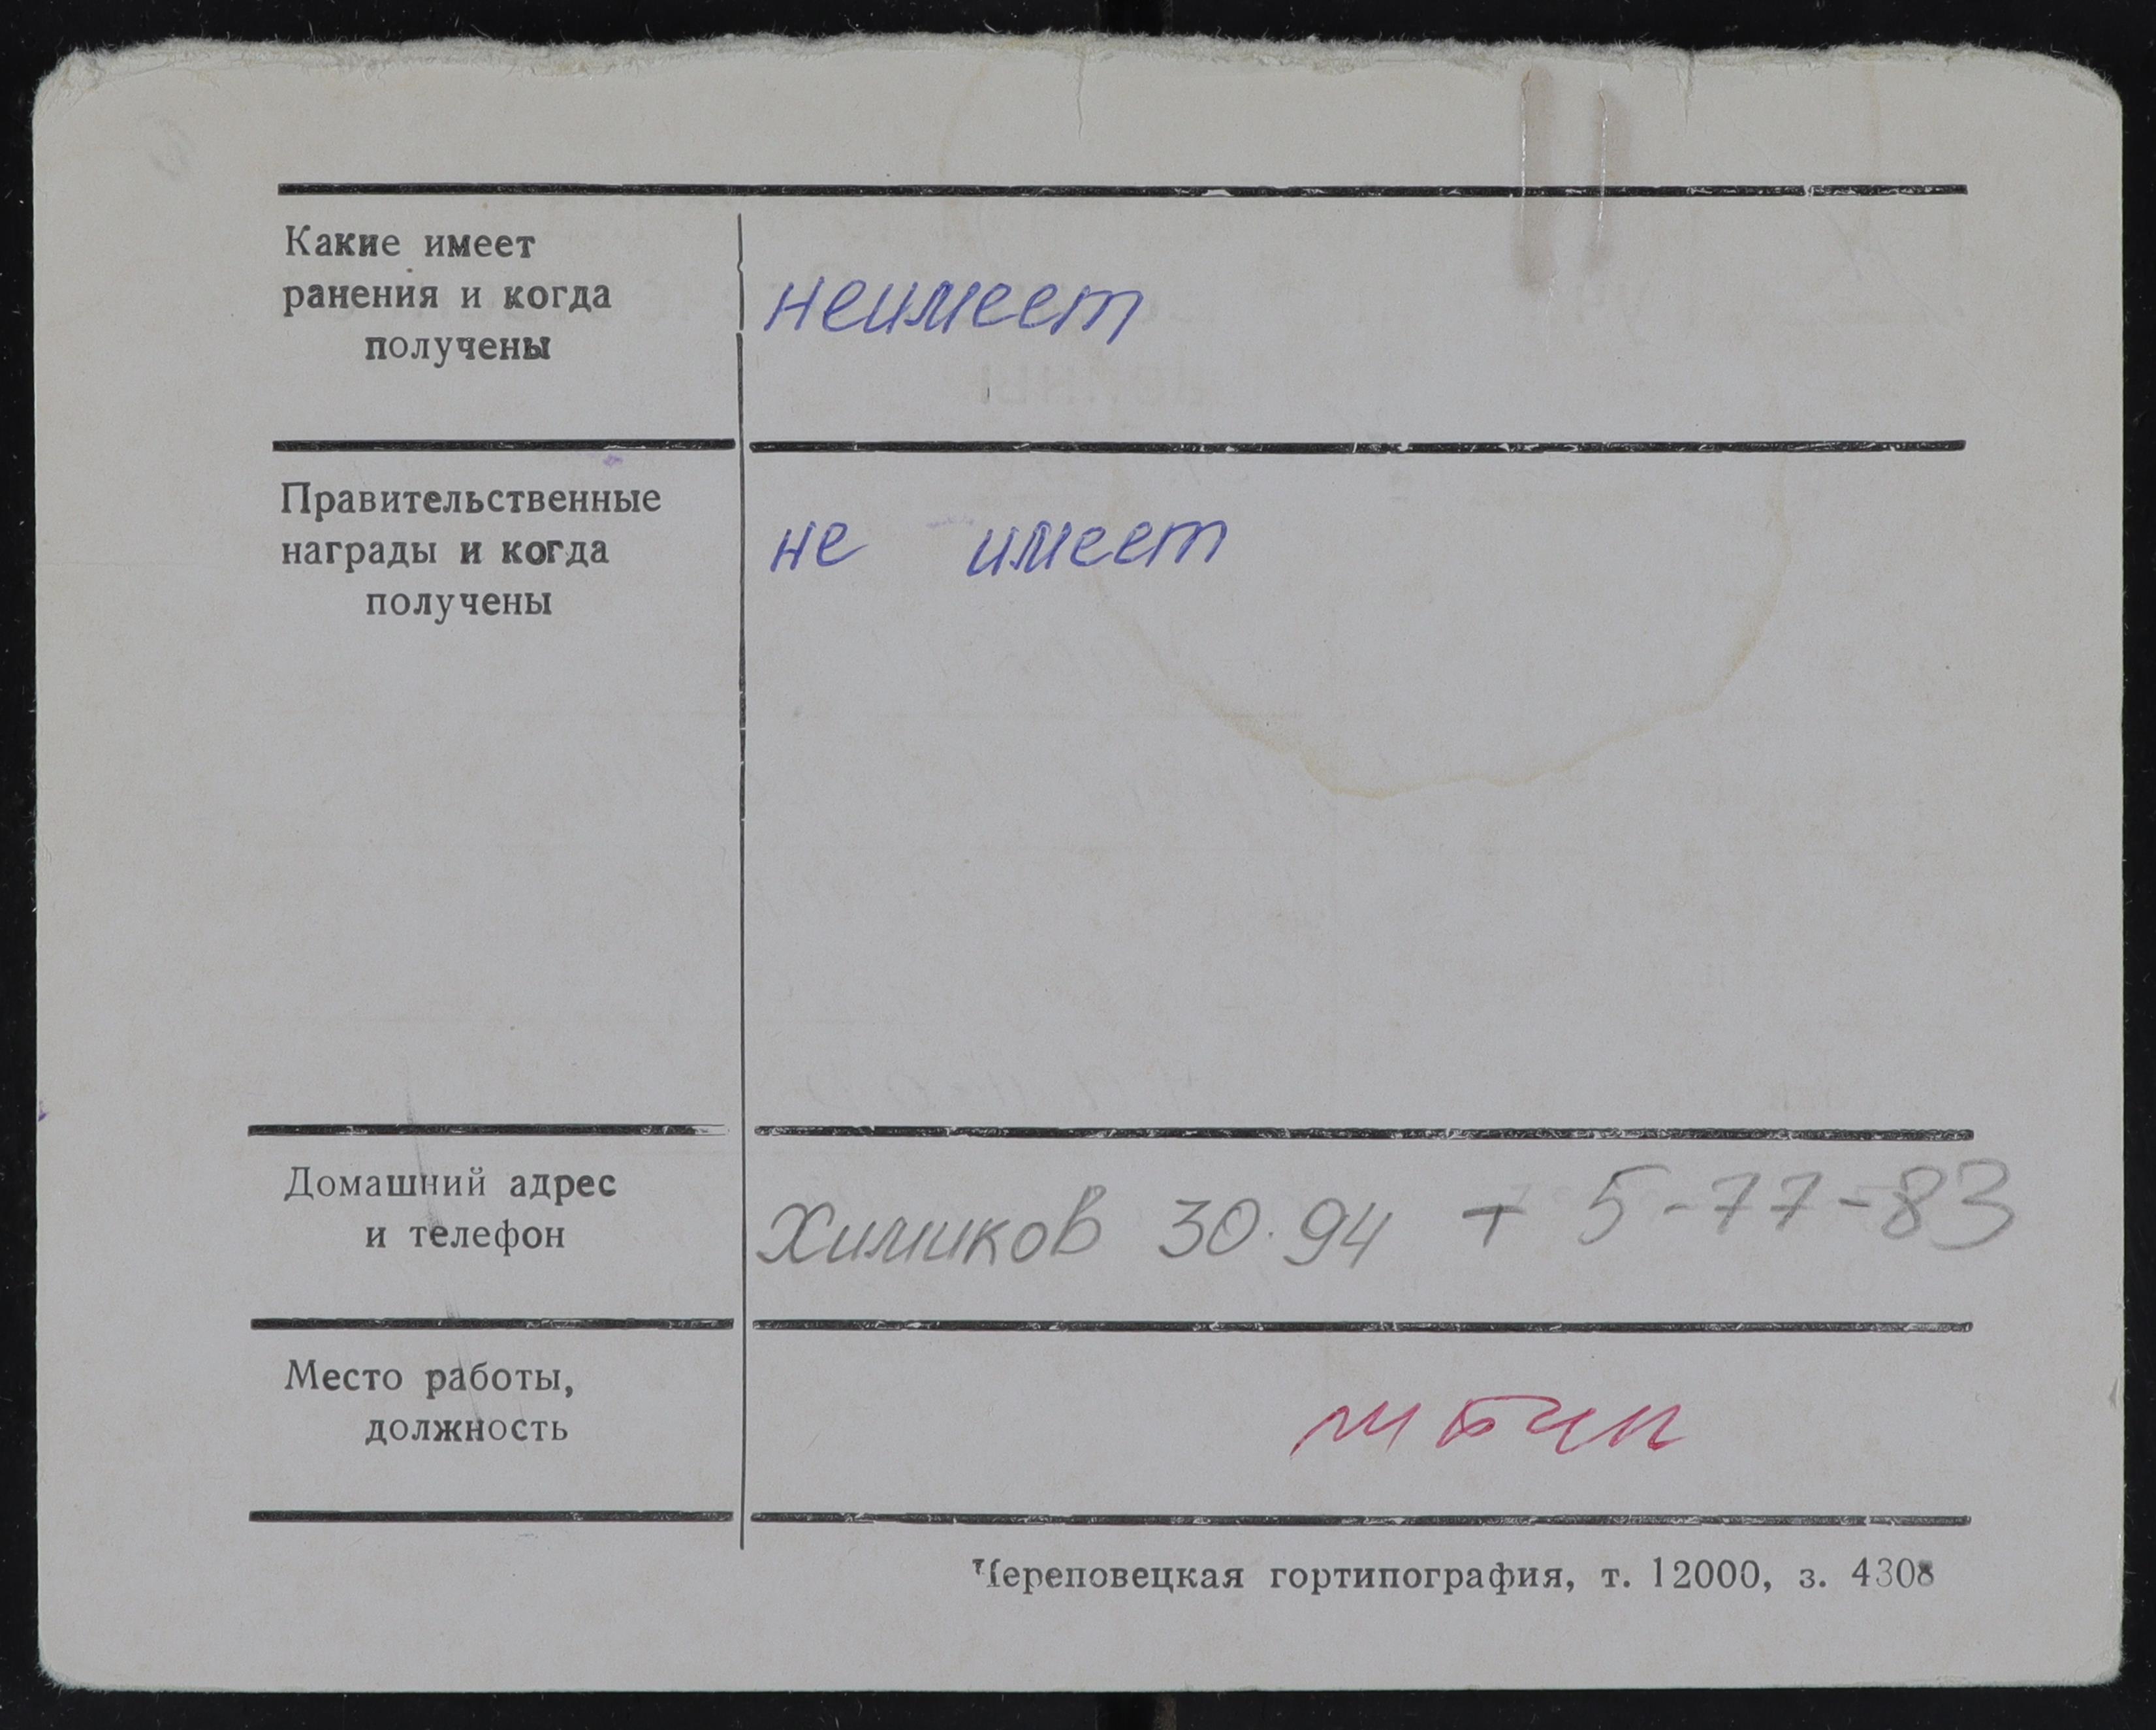 Какие имеет
ранения и когда
получены
неимеет
Правительственные
награды и когда
получены
не имеет
Домашний адрес
и телефон
Химиков 30.94 т 5-77-83
Место работы,
должность
Череповецкая гортипография, т. 12000, з. 4308